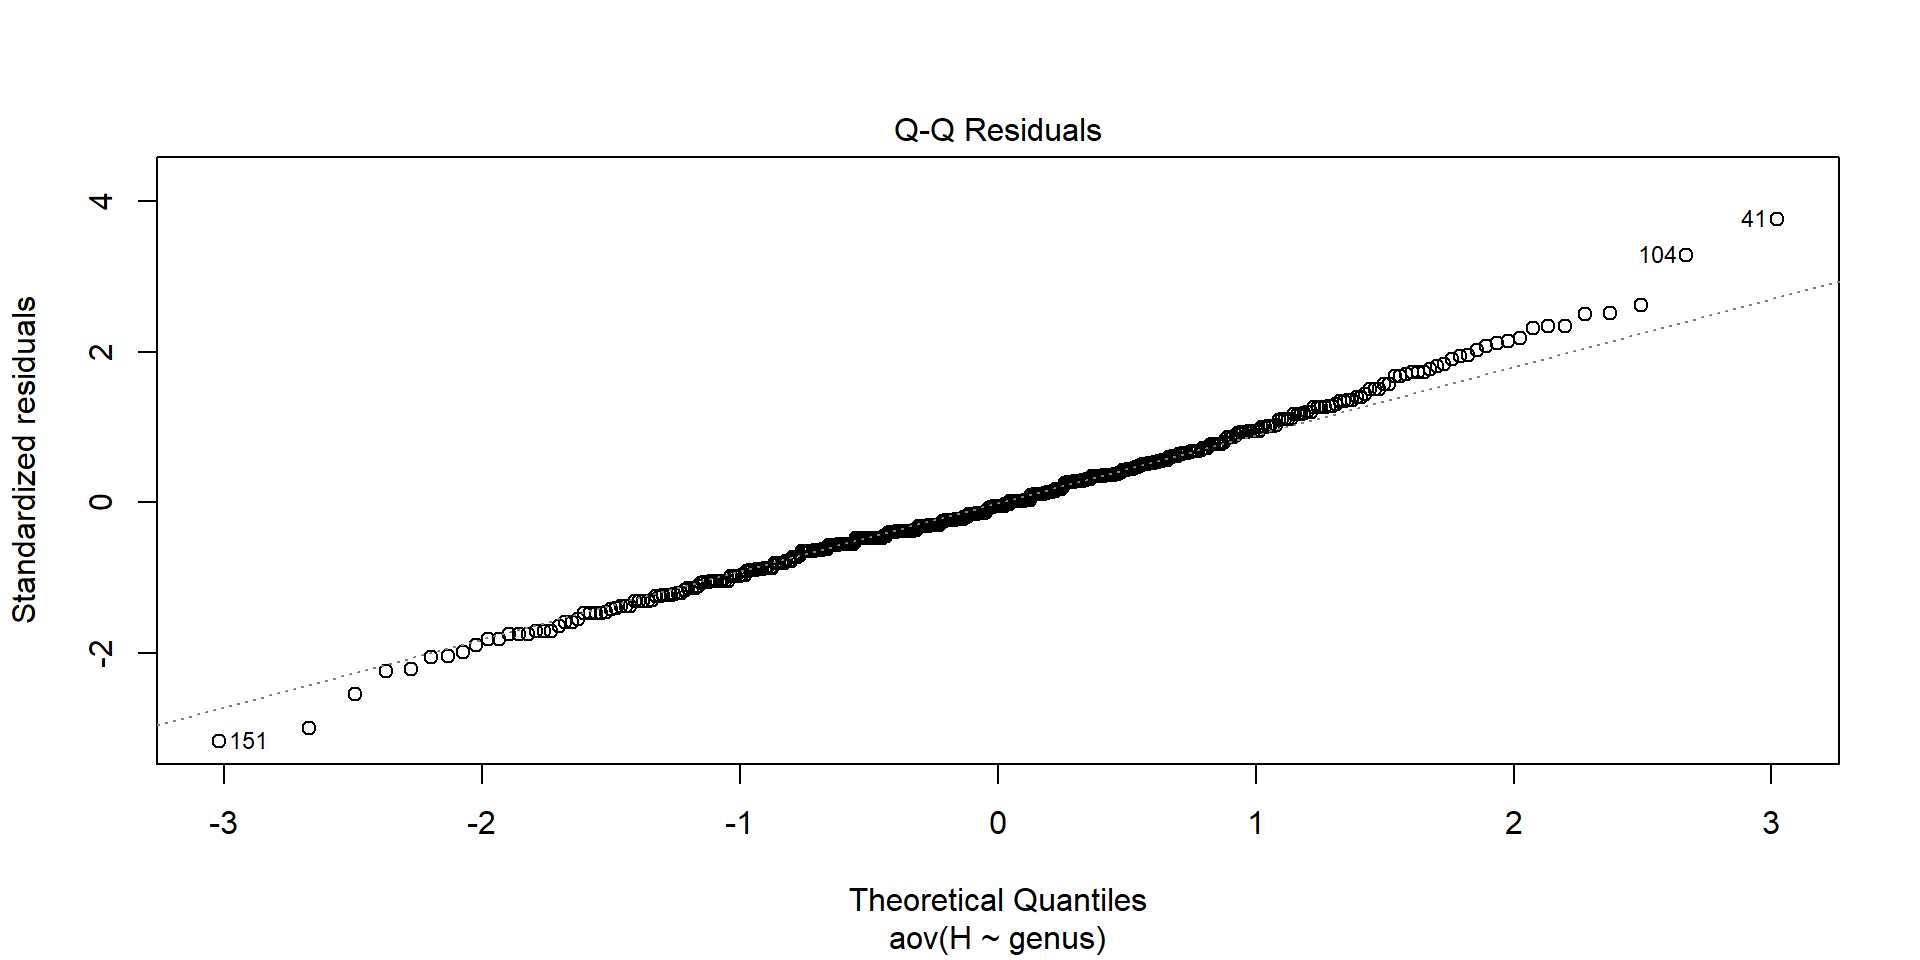 Q-Q Residuals
Standardized residuals
4
2
0
-2
41
104
151
-3 -2 -1 0 1 2 3
Theoretical Quantiles
aov(H ~ genus)